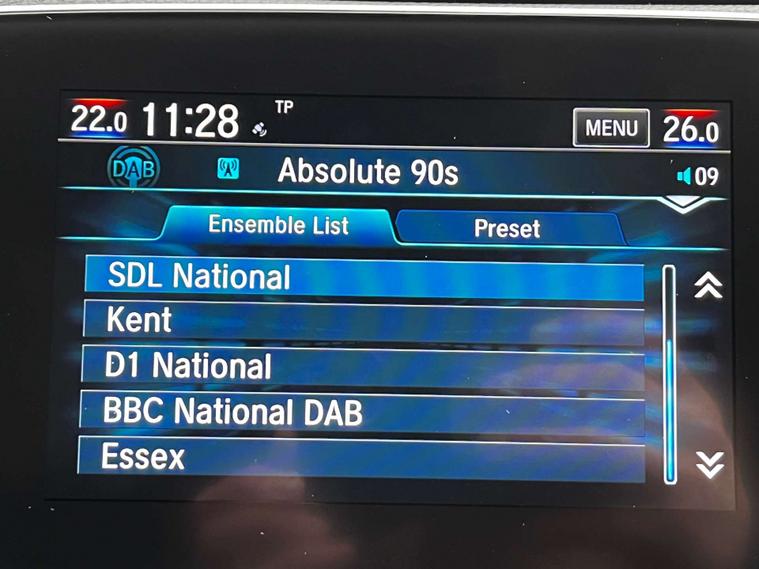 22.0 11:28 TP MENU 26.0
DAB Absolute 90s 09
Ensemble List Preset
SDL National
Kent
D1 National
BBC National DAB
Essex